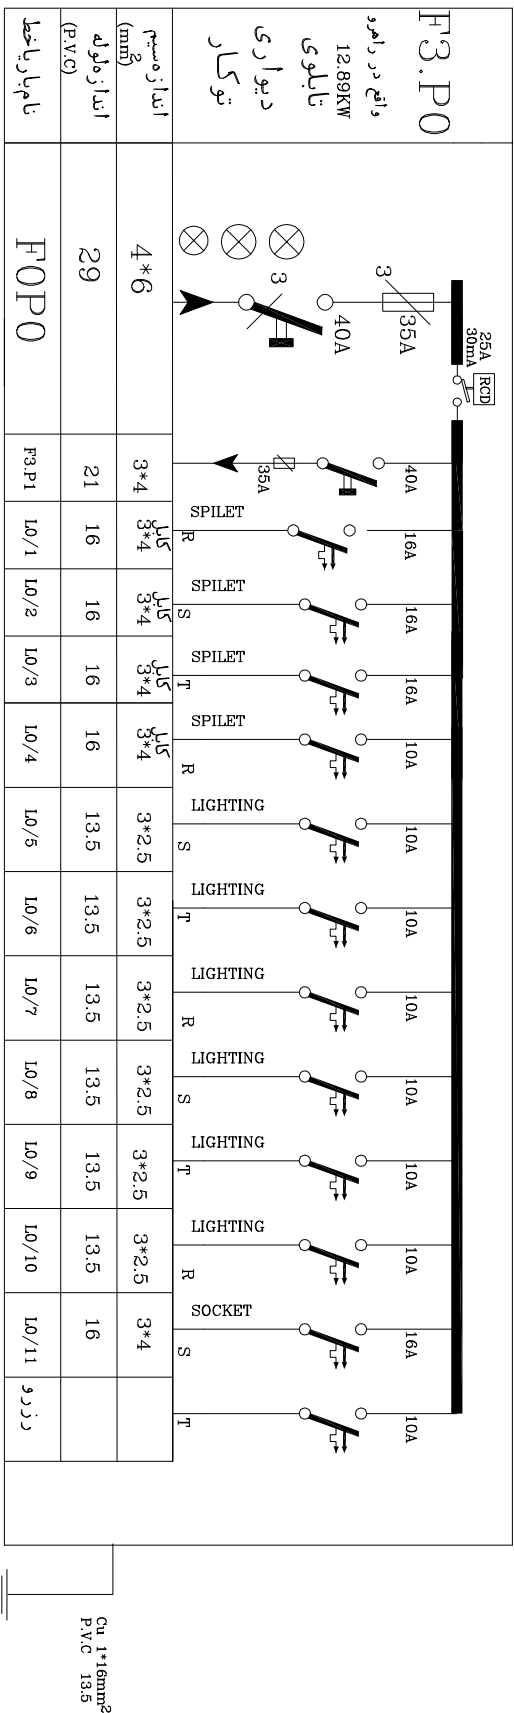 F3.P0
واقع در راهرو
12.89KW
تابلوی
دیواری
توکار
اندازه‌سیم
(mm²)
اندازه‌لوله
(P.V.C)
نام‌بار‌یا‌خط
25A
30mA
RCD
3
35A
40A
3
4*6
29
F0P0
40A
35A
3*4
21
F3.P1
16A
SPILET
R
کابل
3*4
16
L0/1
16A
SPILET
S
کابل
3*4
16
L0/2
16A
SPILET
T
کابل
3*4
16
L0/3
10A
SPILET
R
کابل
3*4
16
L0/4
10A
LIGHTING
S
3*2.5
13.5
L0/5
10A
LIGHTING
T
3*2.5
13.5
L0/6
10A
LIGHTING
R
3*2.5
13.5
L0/7
10A
LIGHTING
S
3*2.5
13.5
L0/8
10A
LIGHTING
T
3*2.5
13.5
L0/9
10A
LIGHTING
R
3*2.5
13.5
L0/10
16A
SOCKET
S
3*4
16
L0/11
10A
T
رزرو
Cu 1*16mm²
P.V.C 13.5